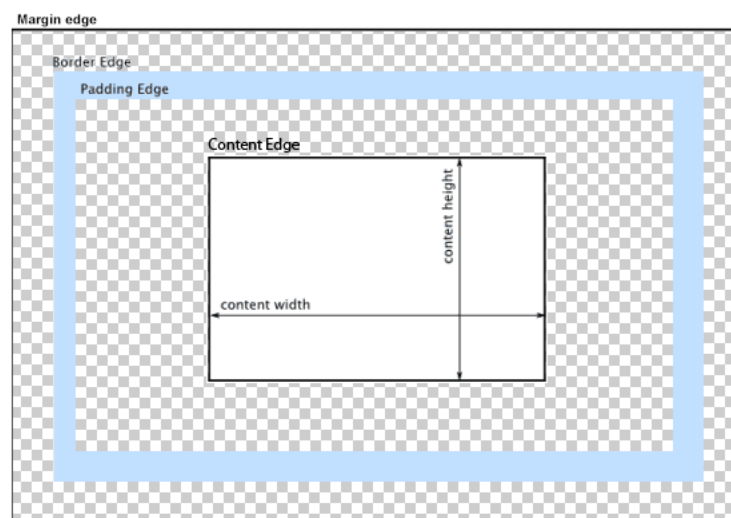 Margin edge
Border Edge
Padding Edge
Content Edge
content height
content width